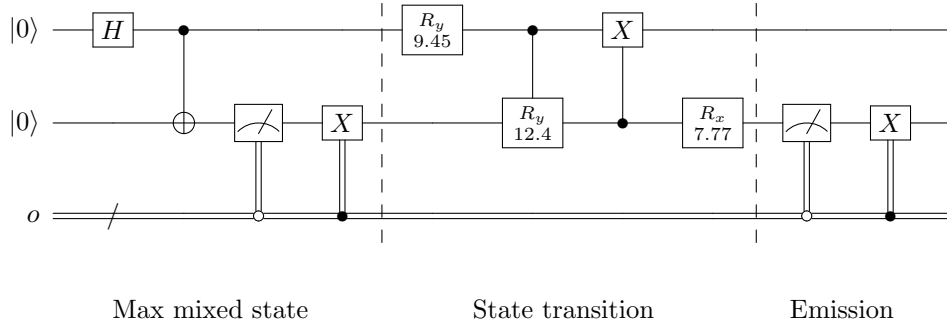 |0⟩ H R_y 9.45 X
|0⟩ X R_y 12.4 R_x 7.77 X
o
Max mixed state State transition Emission